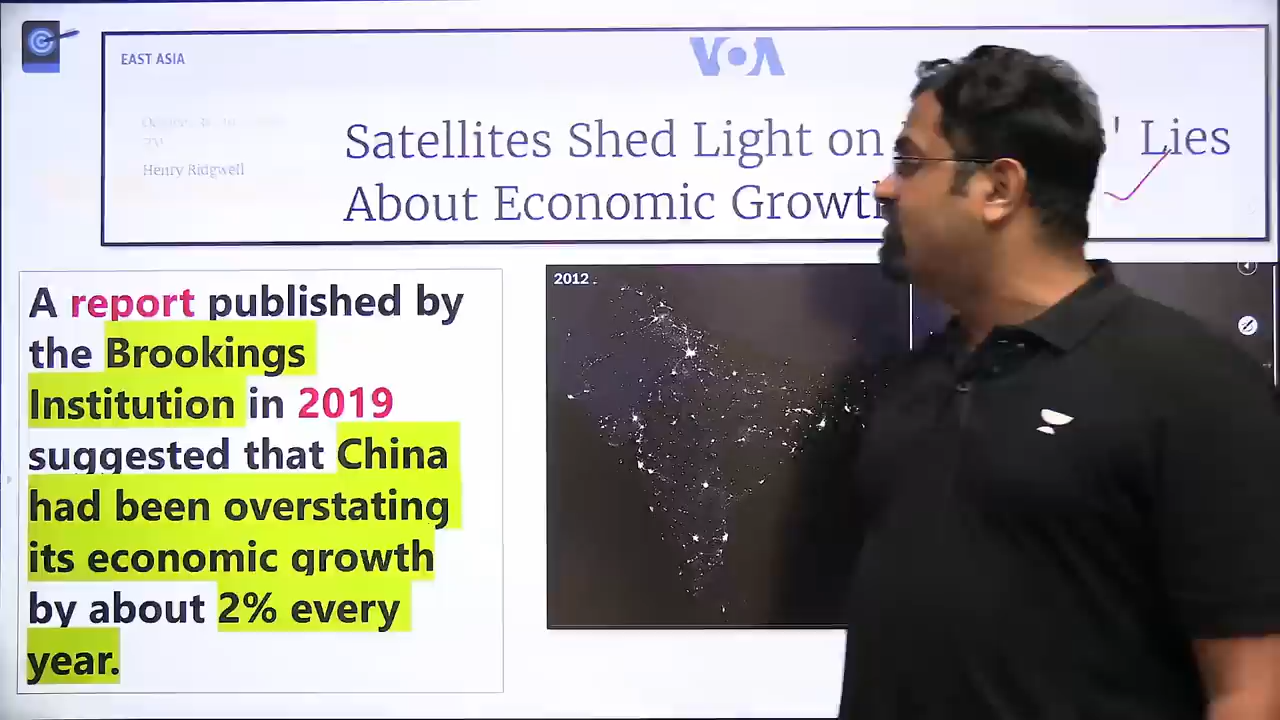 EAST ASIA
VOA
Satellites Shed Light on ' Lies
Henry Ridgwell
About Economic
A report published by
the Brookings
Institution in 2019
suggested that China
had been overstating
its economic growth
by about 2% every
year.
2012